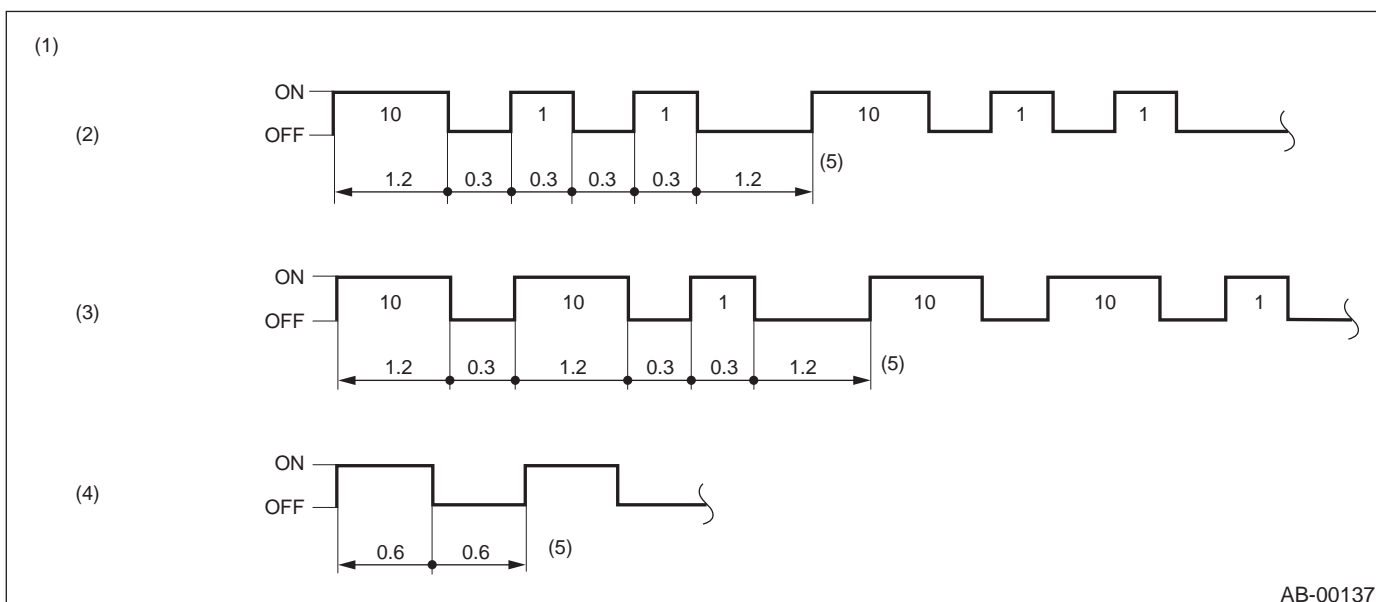 (1)
ON
10 1 1 10 1 1
(2)
OFF
(5)
1.2 0.3 0.3 0.3 0.3 1.2
ON
10 10 1 10 10 1
(3)
OFF
1.2 0.3 1.2 0.3 0.3 1.2 (5)
ON
(4)
OFF
0.6 0.6 (5)
AB-00137